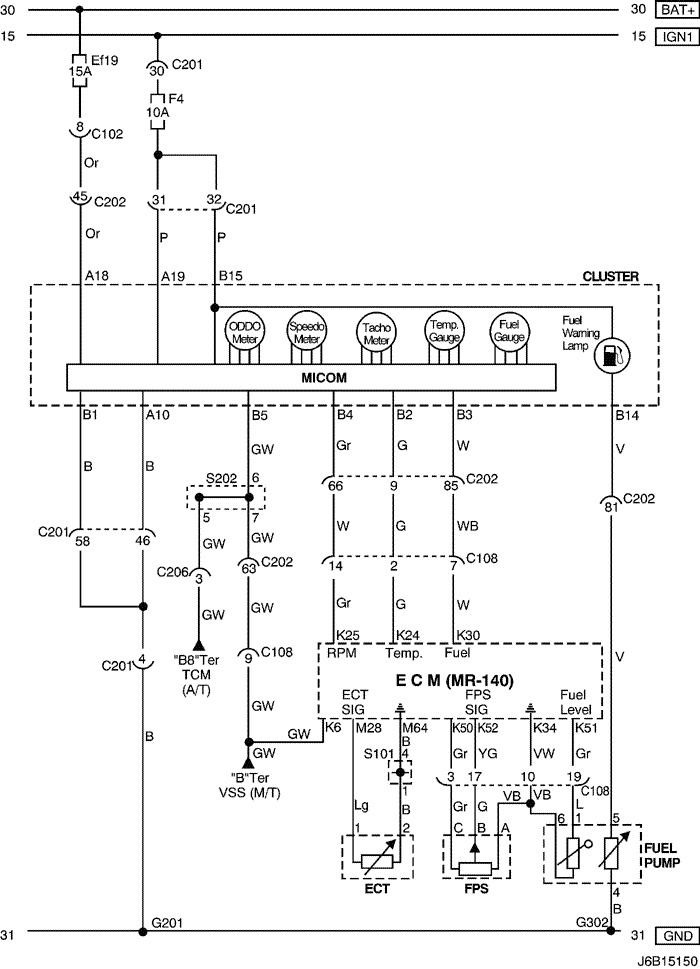 30 30 BAT+
15 15 IGN1
Ef19
15A
C201
30
F4
10A
8 C102
Or
45 C202
31 32 C201
Or P P
A18 A19 B15 CLUSTER
ODDO Meter
Speedo Meter
Tacho Meter
Temp. Gauge
Fuel Gauge
Fuel Warning Lamp
MICOM
B1 A10 B5 B4 B2 B3 B14
GW Gr G W V
B B
S202 6
66 9 85 C202
C202
81
5 7
C201 58 46
GW GW W G WB
C206 3
63 C202
14 2 7 C108
GW GW Gr G W
K25 K24 K30
"B8"Ter
TCM
(A/T)
9 C108
RPM Temp. Fuel
C201 4
V
E C M (MR-140)
ECT SIG
FPS SIG
Fuel Level
GW
GW K6 M28 M64 K50 K52 K34 K51
B
B
GW
S101 4
Gr YG VW Gr
"B"Ter
VSS (M/T)
3 17 10 19
C108
1
VB VB L
Lg B Gr G
6 1 5
1 2 C B A
FUEL PUMP
ECT FPS
4
B
G201 G302
31 31 GND
J6B15150